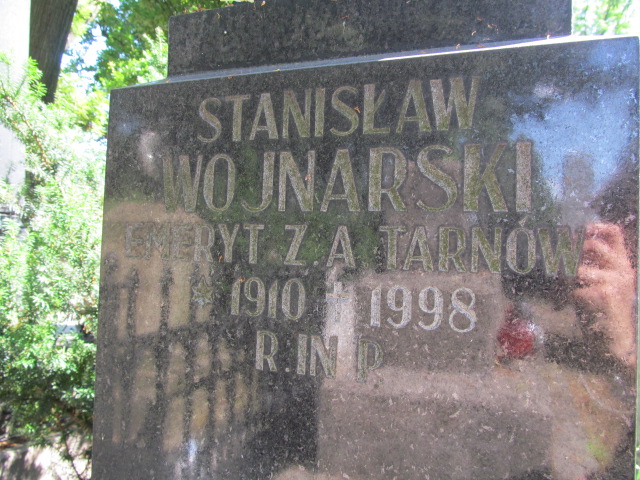 STANISŁAW
WOJNARSKI
EMERYT Z.A TARNÓW
* 1910 + 1998
R.IN P